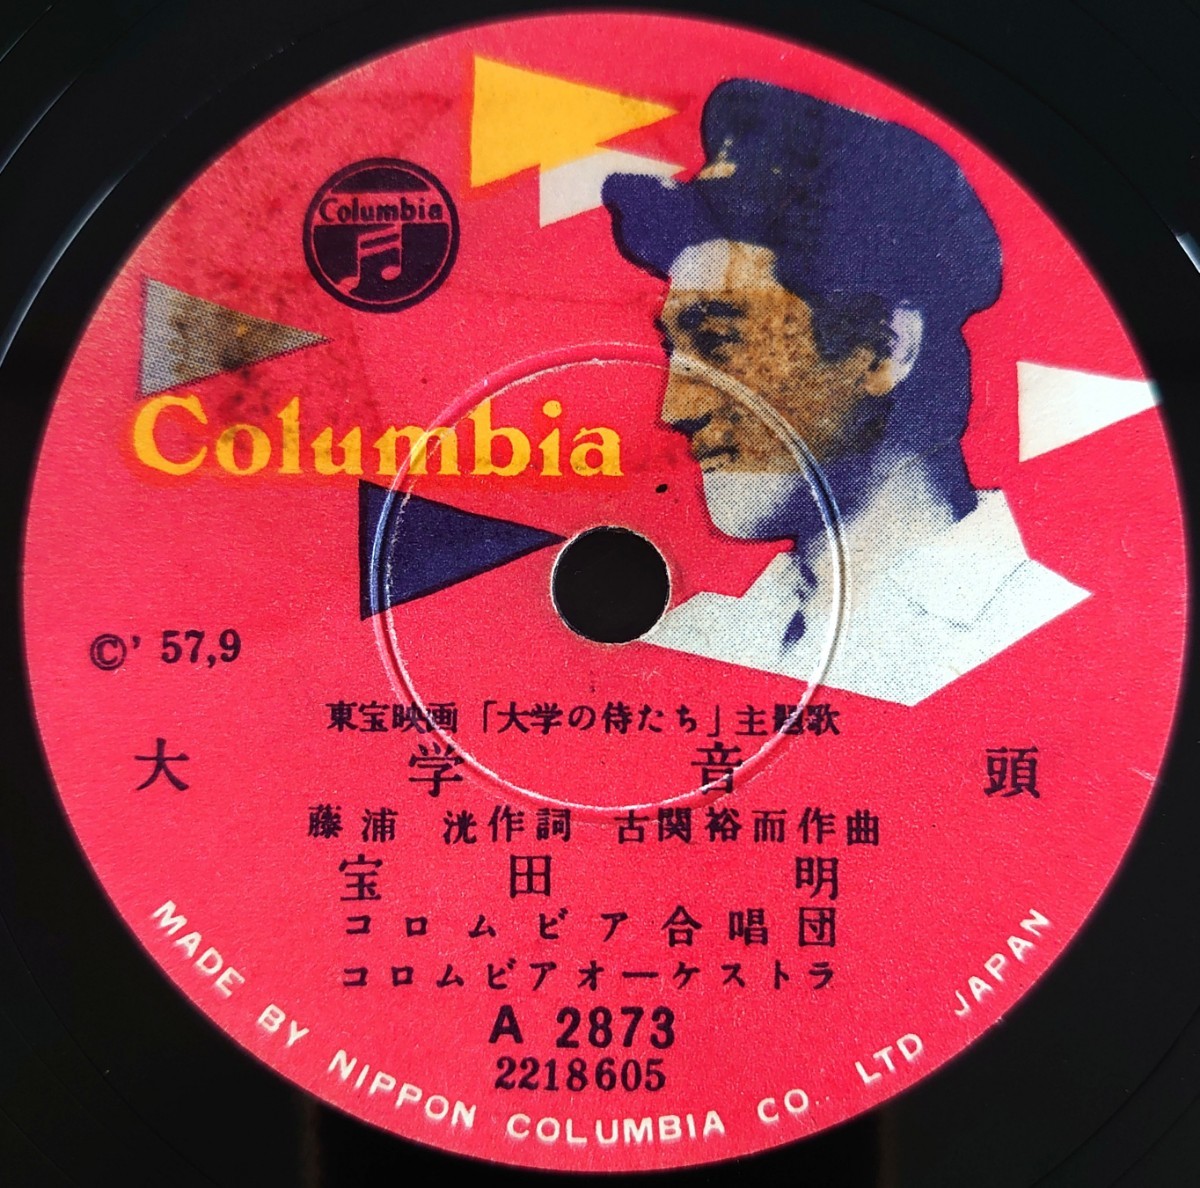 Columbia
Columbia
©' 57,9
東宝映画「大学の侍たち」主題歌
大学音頭
藤浦 洸作詞 古関裕而作曲
宝田明
コロムビア合唱団
コロムビアオーケストラ
A 2873
2218605
MADE BY NIPPON COLUMBIA CO., LTD JAPAN